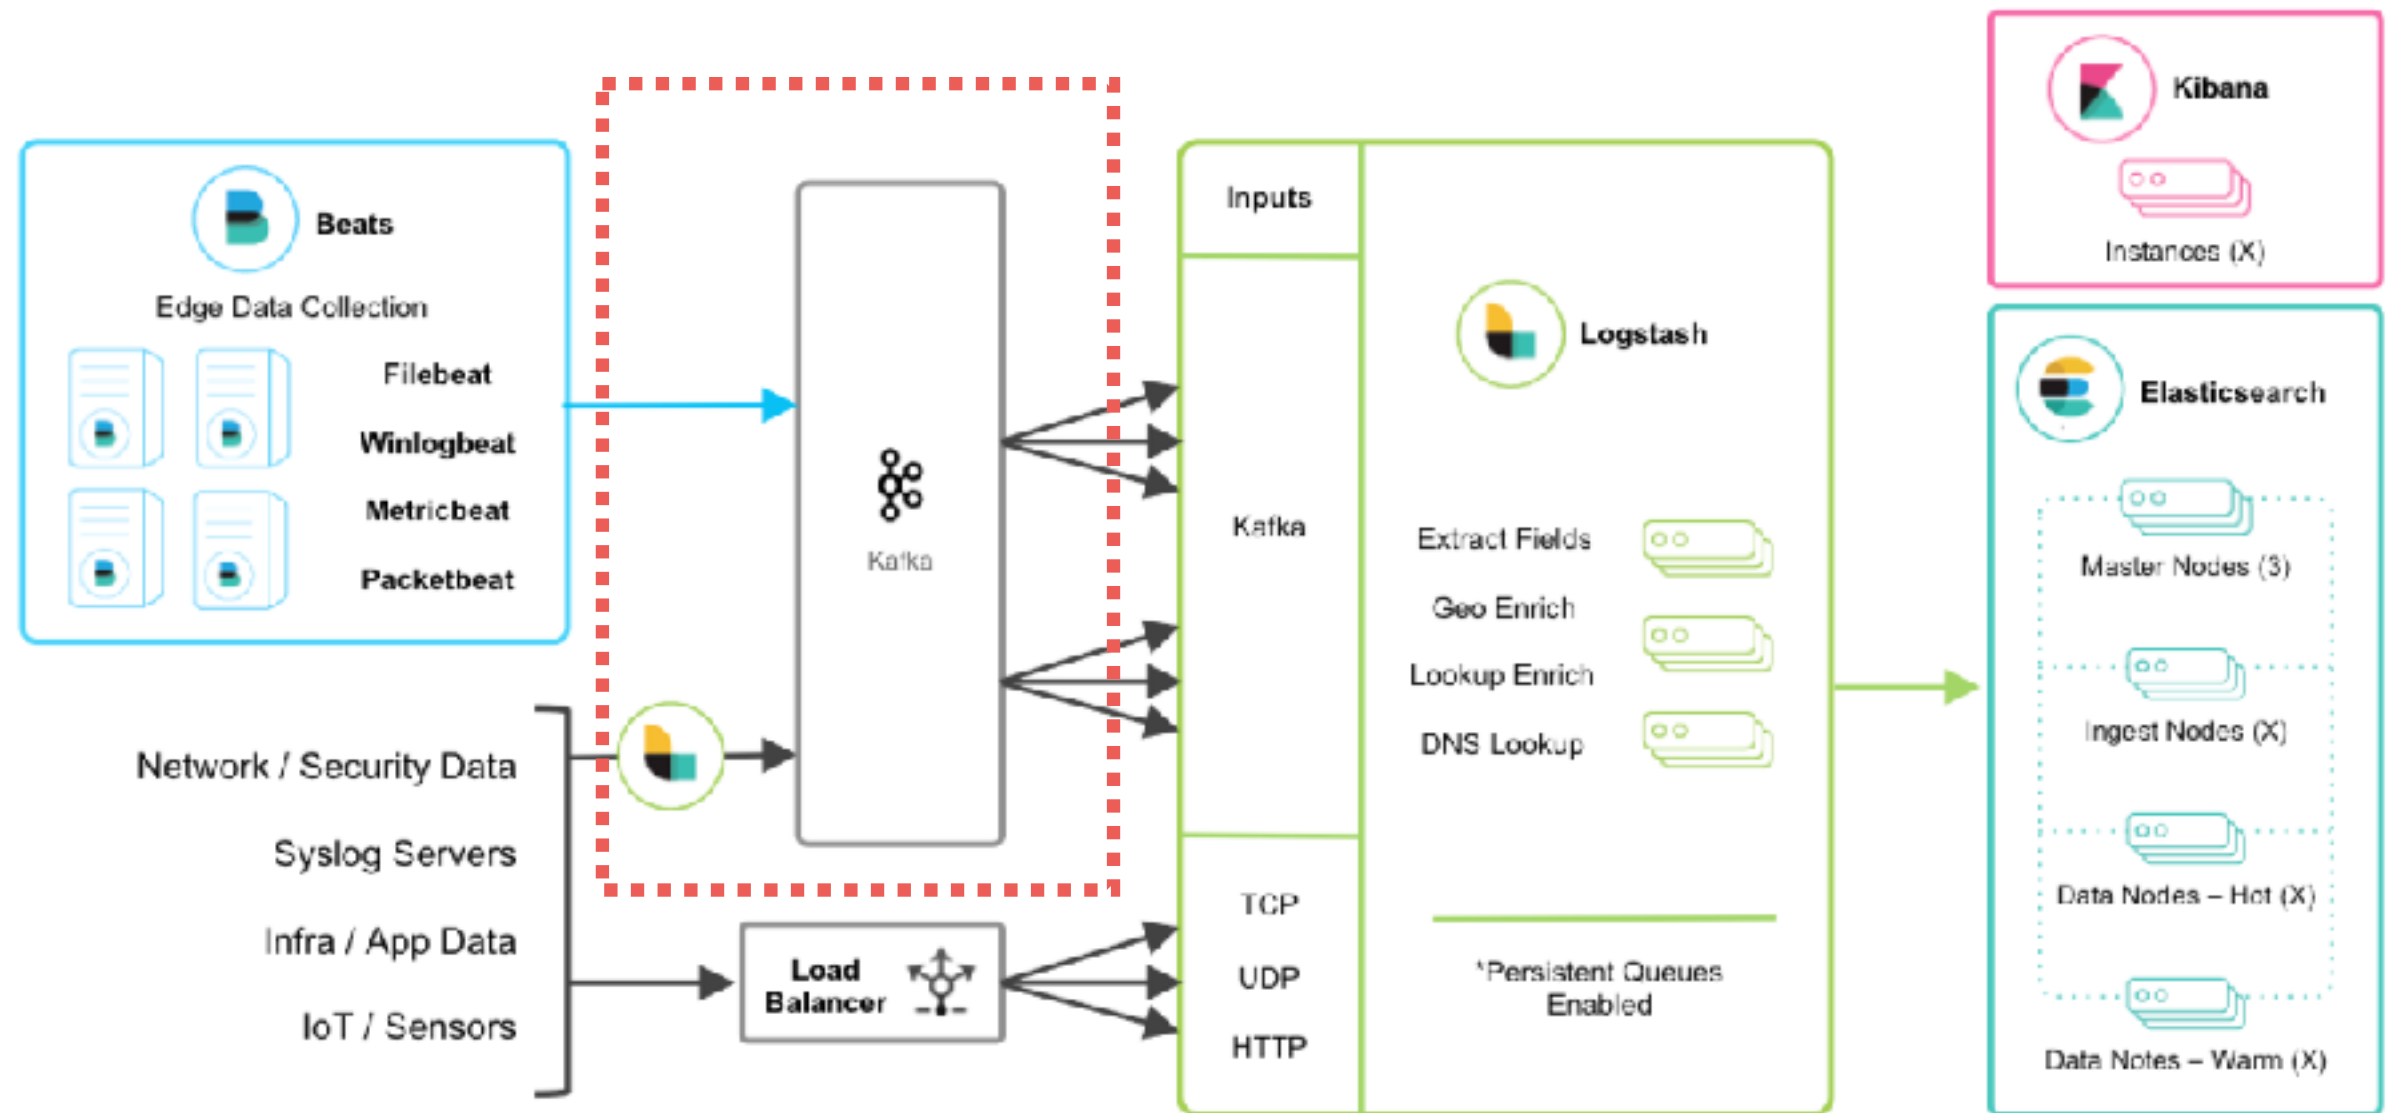 Beats
Edge Data Collection
Filebeat
Winlogbeat
Metricbeat
Packetbeat
Network / Security Data
Syslog Servers
Infra / App Data
IoT / Sensors
Kafka
Load
Balancer
Inputs
Kafka
TCP
UDP
HTTP
Logstash
Extract Fields
Geo Enrich
Lookup Enrich
DNS Lookup
*Persistent Queues
Enabled
Kibana
Instances (X)
Elasticsearch
Master Nodes (3)
Ingest Nodes (X)
Data Nodes – Hot (X)
Data Notes – Warm (X)